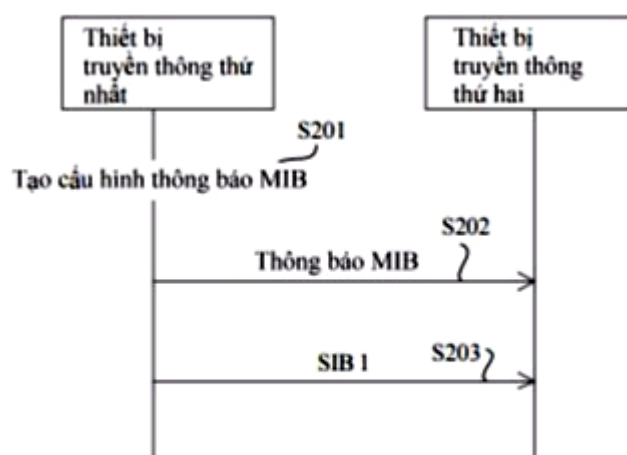 Thiết bị
truyền thông thứ
nhất
Thiết bị
truyền thông
thứ hai
S201
Tạo cấu hình thông báo MIB
S202
Thông báo MIB
S203
SIB 1